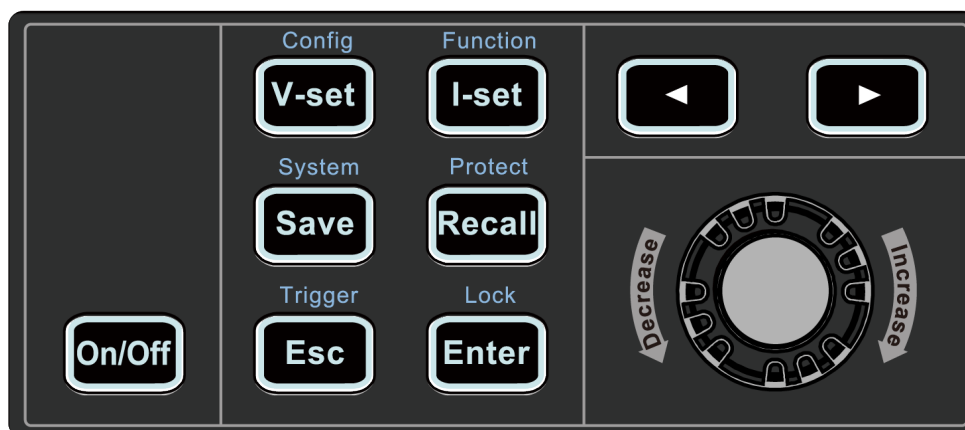 Config
Function
V-set
I-set
System
Protect
Save
Recall
Trigger
Lock
On/Off
Esc
Enter
Decrease
Increase